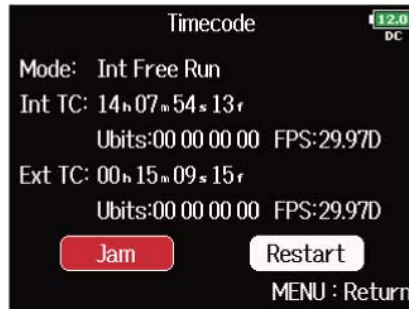 Timecode
12.0
DC
Mode: Int Free Run
Int TC: 14h07m54s13f
Ubits:00 00 00 00 FPS:29.97D
Ext TC: 00h15m09s15f
Ubits:00 00 00 00 FPS:29.97D
Jam Restart
MENU : Return